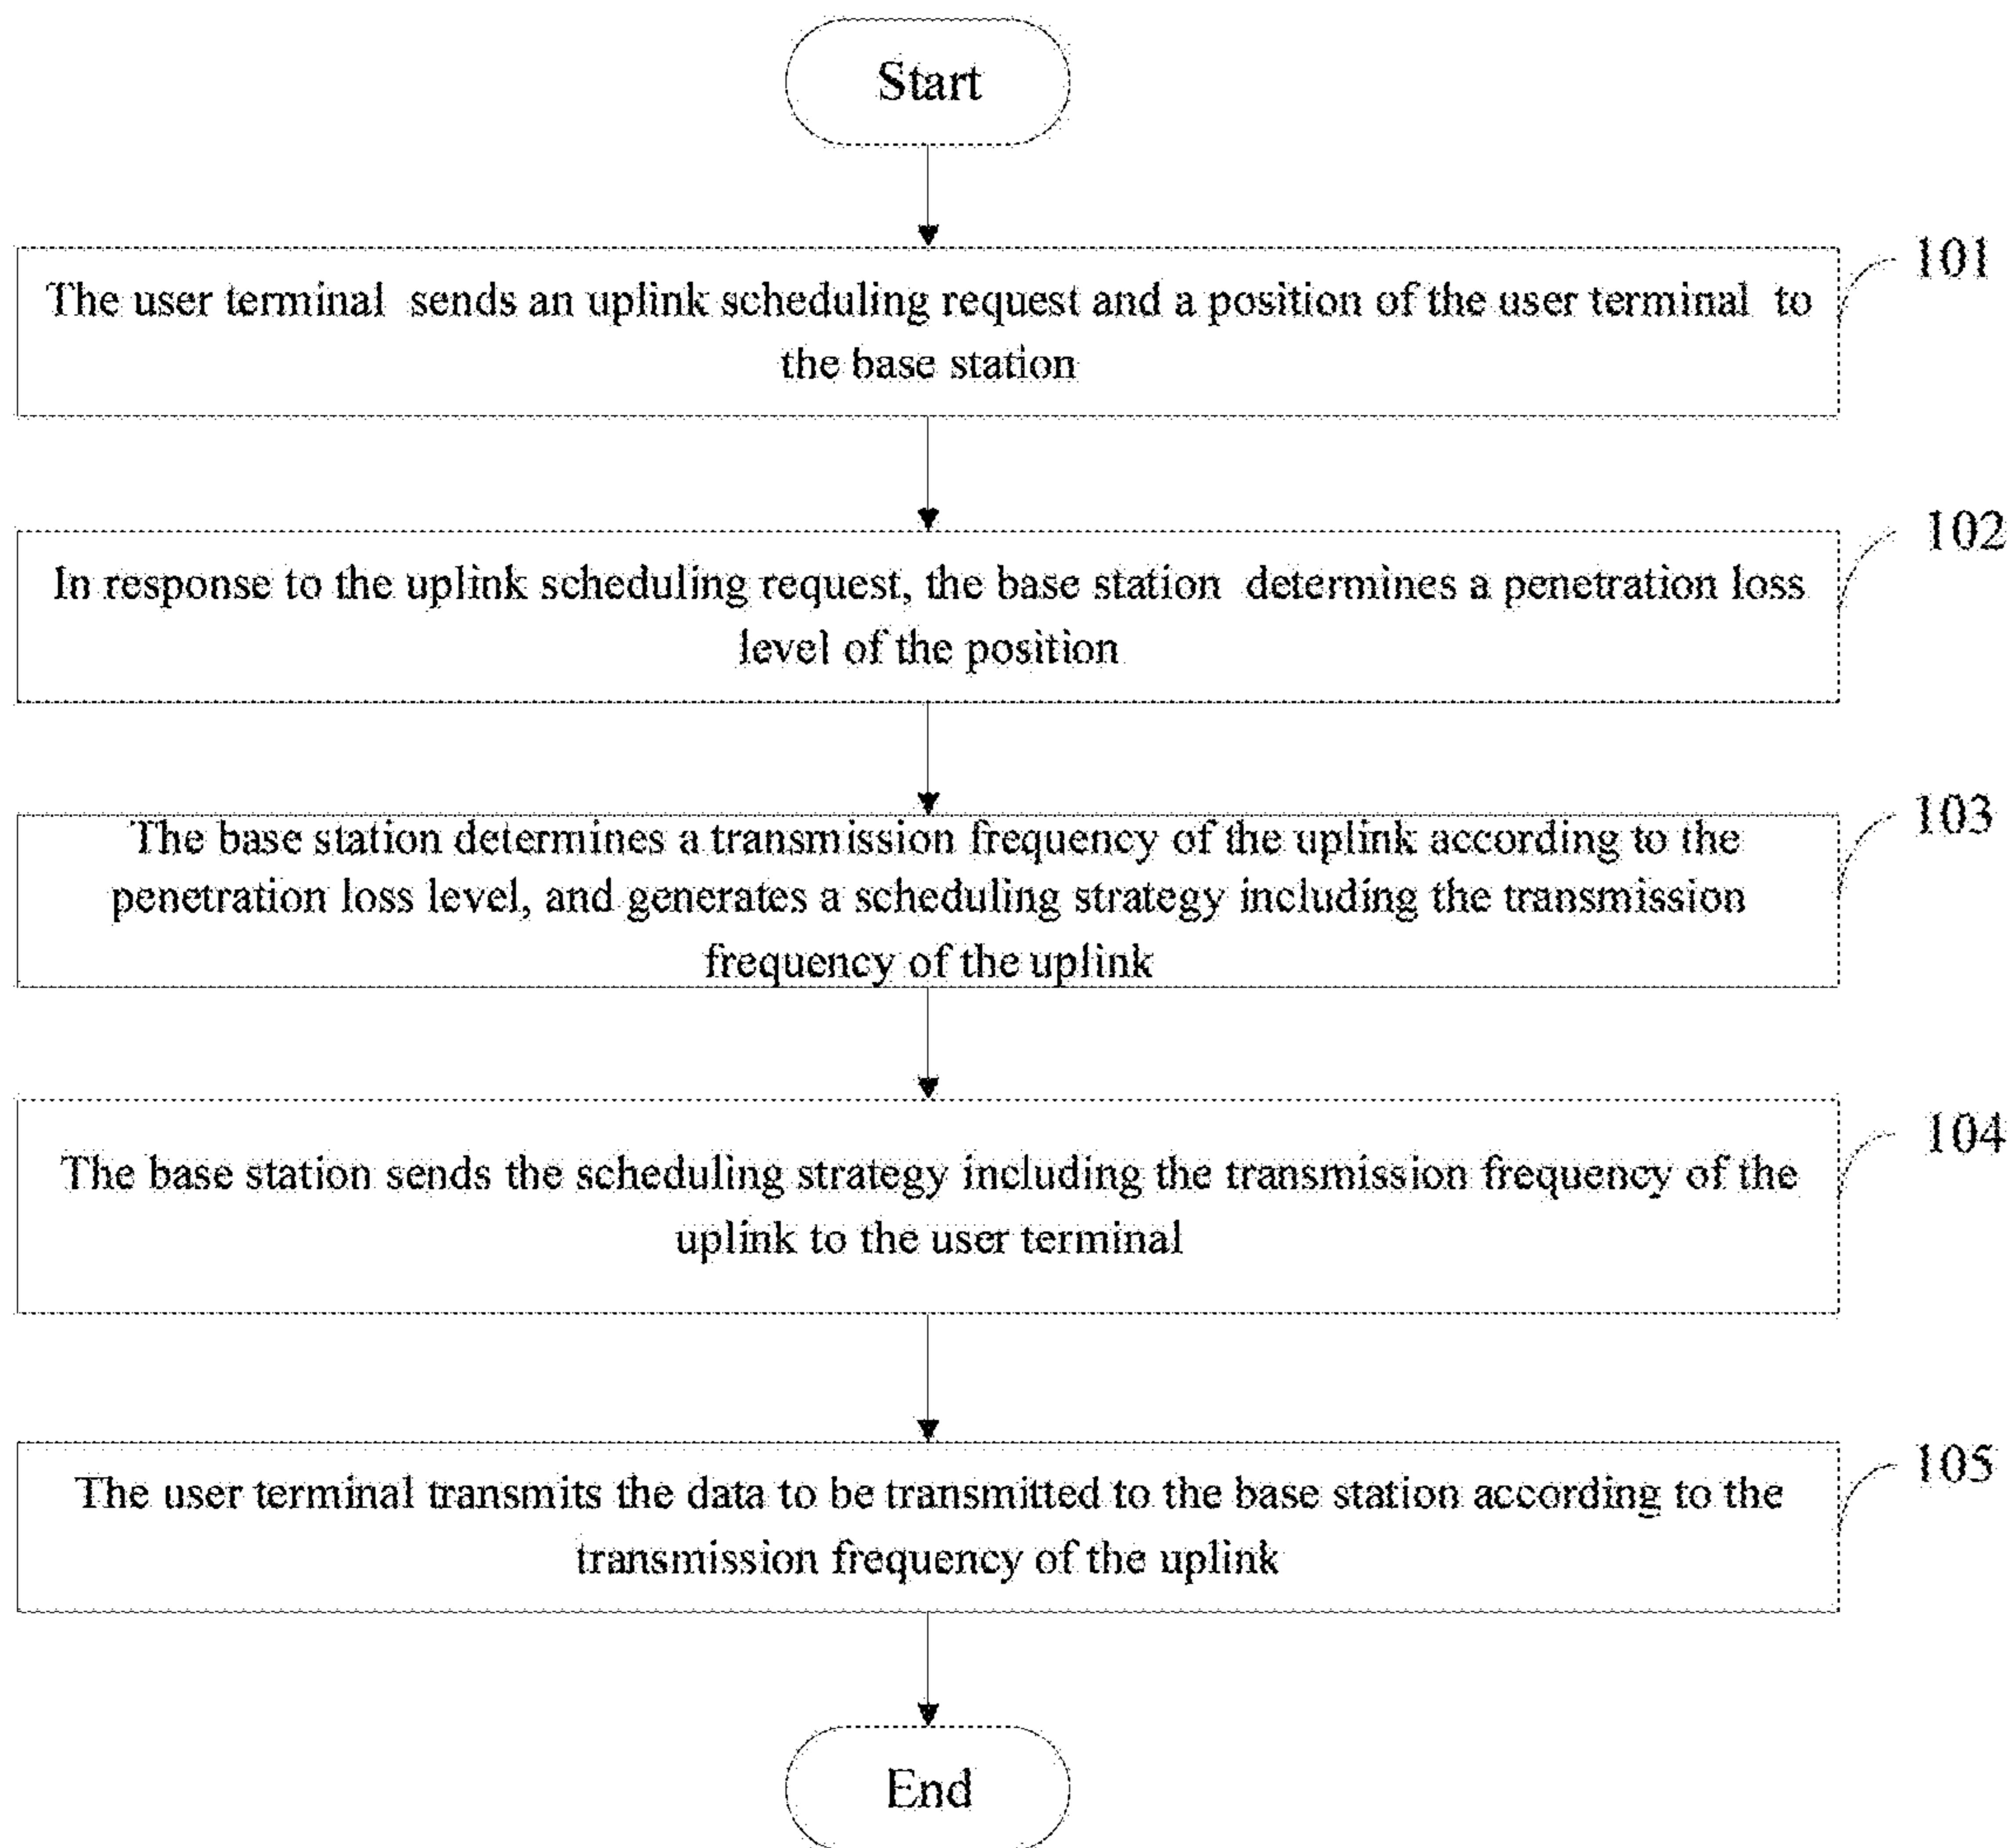 Start
101
The user terminal sends an uplink scheduling request and a position of the user terminal to
the base station
102
In response to the uplink scheduling request, the base station determines a penetration loss
level of the position
103
The base station determines a transmission frequency of the uplink according to the
penetration loss level, and generates a scheduling strategy including the transmission
frequency of the uplink
104
The base station sends the scheduling strategy including the transmission frequency of the
uplink to the user terminal
105
The user terminal transmits the data to be transmitted to the base station according to the
transmission frequency of the uplink
End